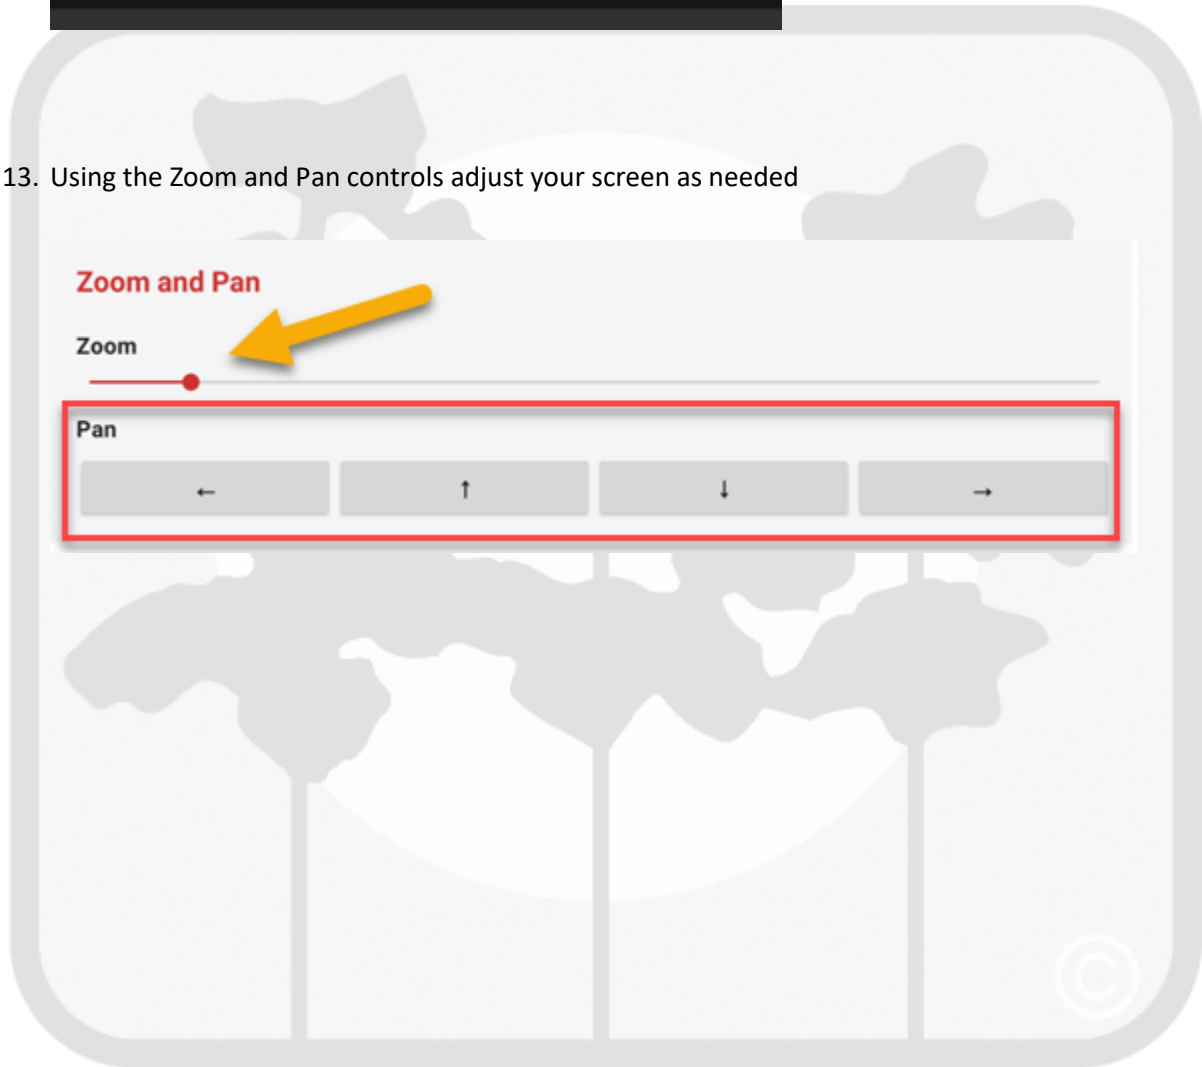 13. Using the Zoom and Pan controls adjust your screen as needed
Zoom and Pan
Zoom
Pan
← ↑ ↓ →
©